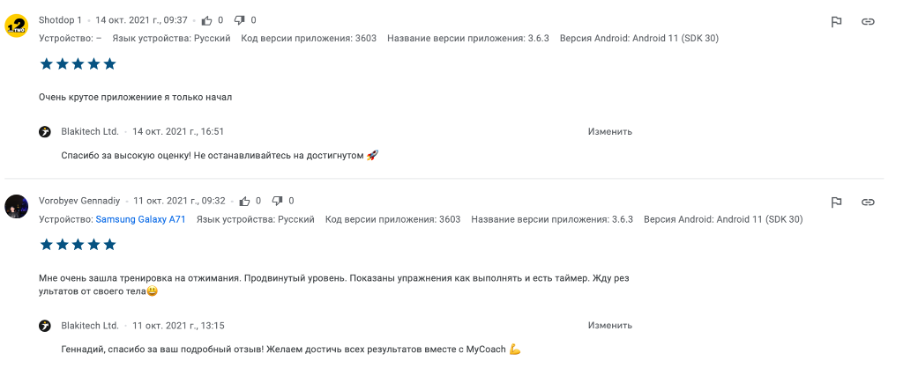 Shotdop 1 - 14 окт. 2021 г., 09:37 - 0 0
Устройство: – Язык устройства: Русский Код версии приложения: 3603 Название версии приложения: 3.6.3 Версия Android: Android 11 (SDK 30)
Очень крутое приложениие я только начал
Blakitech Ltd. - 14 окт. 2021 г., 16:51 Изменить
Спасибо за высокую оценку! Не останавливайтесь на достигнутом 🚀
Vorobyev Gennadiy - 11 окт. 2021 г., 09:32 - 0 0
Устройство: Samsung Galaxy A71 Язык устройства: Русский Код версии приложения: 3603 Название версии приложения: 3.6.3 Версия Android: Android 11 (SDK 30)
Мне очень зашла тренировка на отжимания. Продвинутый уровень. Показаны упражнения как выполнять и есть таймер. Жду рез
ультатов от своего тела😀
Blakitech Ltd. - 11 окт. 2021 г., 13:15 Изменить
Геннадий, спасибо за ваш подробный отзыв! Желаем достичь всех результатов вместе с MyCoach 💪